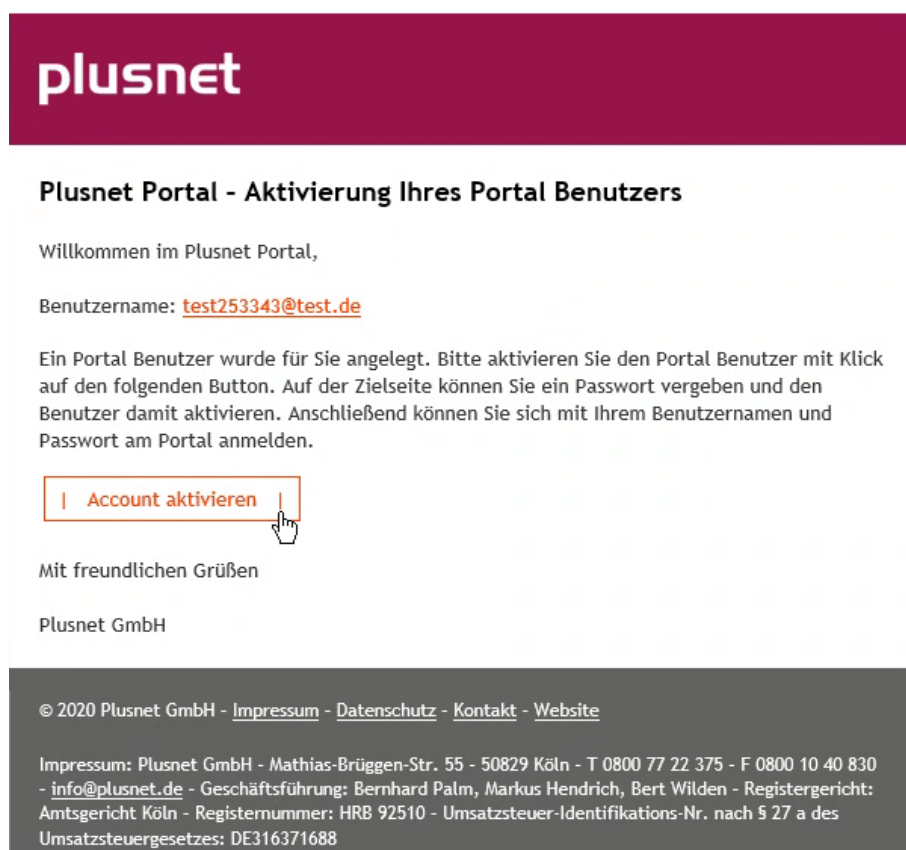 plusnet
Plusnet Portal - Aktivierung Ihres Portal Benutzers
Willkommen im Plusnet Portal,
Benutzername: test253343@test.de
Ein Portal Benutzer wurde für Sie angelegt. Bitte aktivieren Sie den Portal Benutzer mit Klick
auf den folgenden Button. Auf der Zielseite können Sie ein Passwort vergeben und den
Benutzer damit aktivieren. Anschließend können Sie sich mit Ihrem Benutzernamen und
Passwort am Portal anmelden.
| Account aktivieren |
Mit freundlichen Grüßen
Plusnet GmbH
© 2020 Plusnet GmbH - Impressum - Datenschutz - Kontakt - Website
Impressum: Plusnet GmbH - Mathias-Brüggen-Str. 55 - 50829 Köln - T 0800 77 22 375 - F 0800 10 40 830
- info@plusnet.de - Geschäftsführung: Bernhard Palm, Markus Hendrich, Bert Wilden - Registergericht:
Amtsgericht Köln - Registernummer: HRB 92510 - Umsatzsteuer-Identifikations-Nr. nach § 27 a des
Umsatzsteuergesetzes: DE316371688